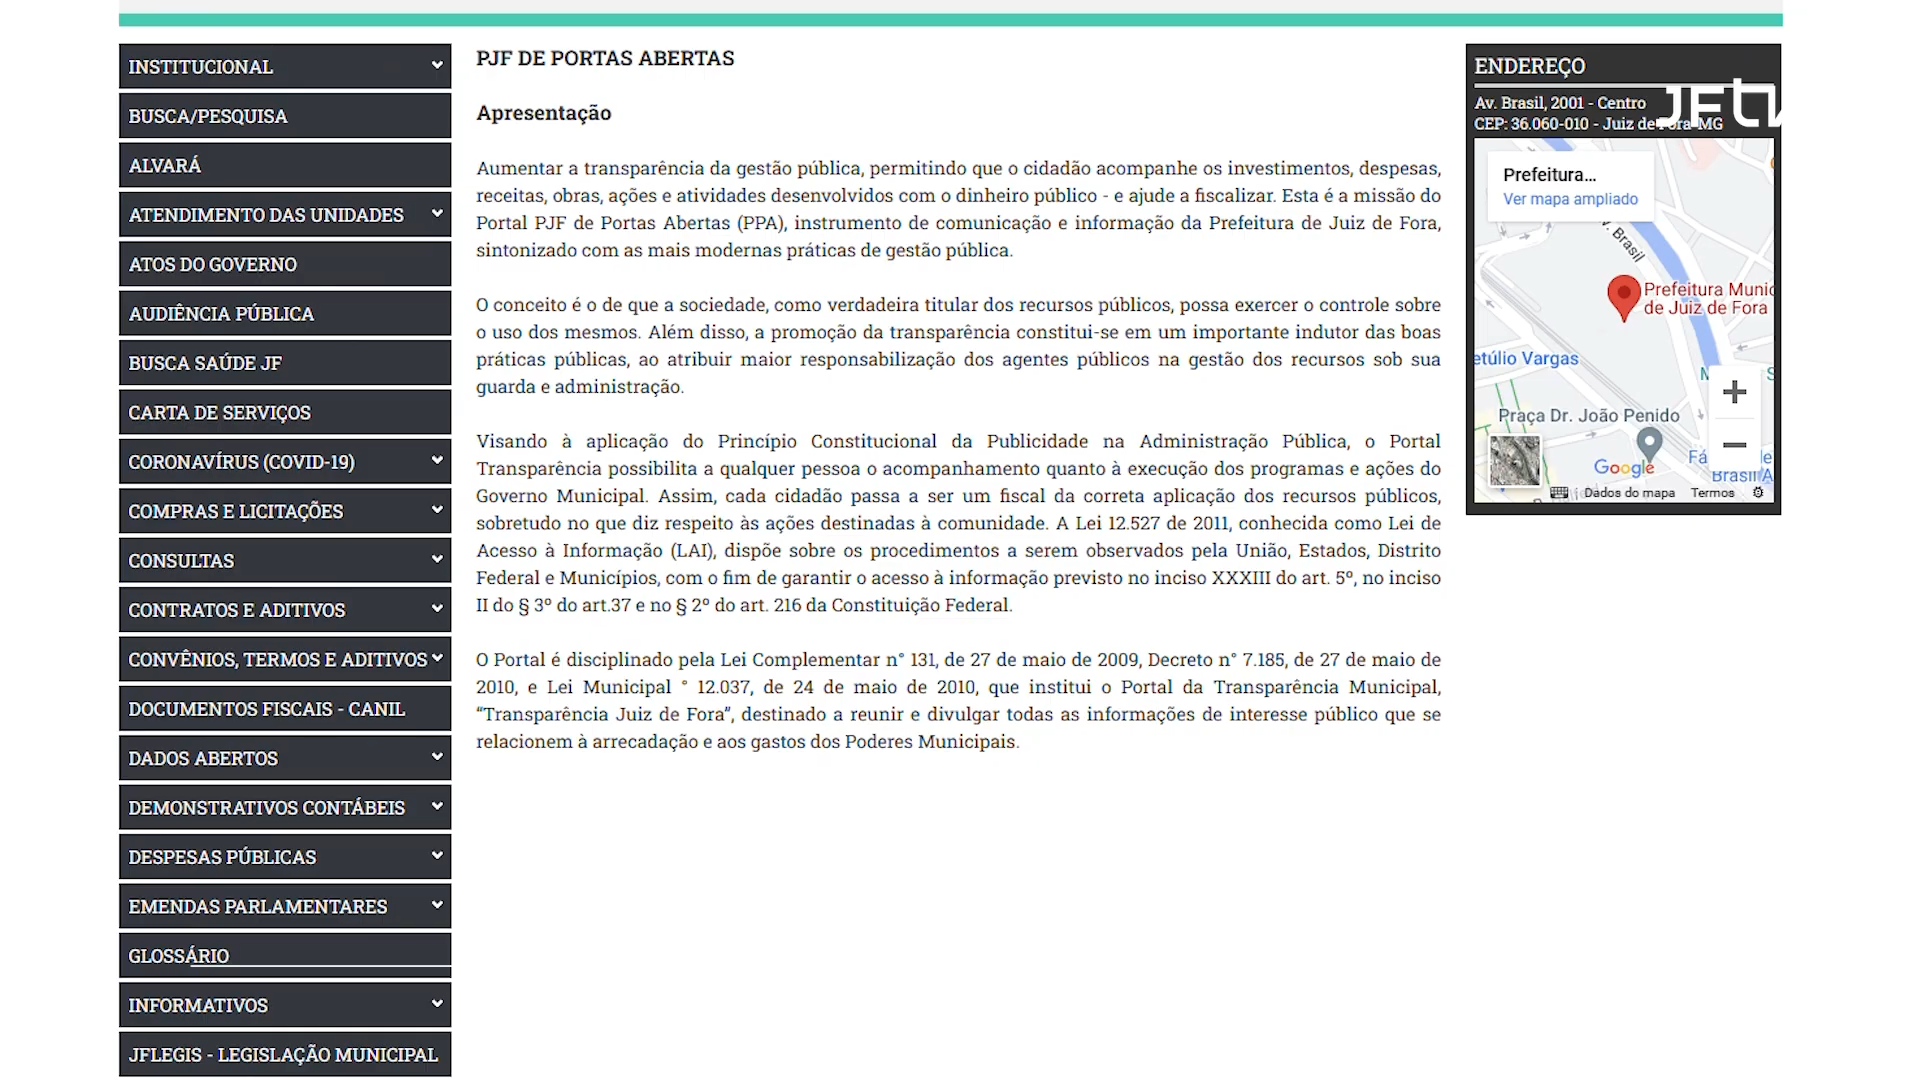 INSTITUCIONAL
BUSCA/PESQUISA
ALVARÁ
ATENDIMENTO DAS UNIDADES
ATOS DO GOVERNO
AUDIÊNCIA PÚBLICA
BUSCA SAÚDE JF
CARTA DE SERVIÇOS
CORONAVÍRUS (COVID-19)
COMPRAS E LICITAÇÕES
CONSULTAS
CONTRATOS E ADITIVOS
CONVÊNIOS, TERMOS E ADITIVOS
DOCUMENTOS FISCAIS - CANIL
DADOS ABERTOS
DEMONSTRATIVOS CONTÁBEIS
DESPESAS PÚBLICAS
EMENDAS PARLAMENTARES
GLOSSÁRIO
INFORMATIVOS
JFLEGIS - LEGISLAÇÃO MUNICIPAL
PJF DE PORTAS ABERTAS
Apresentação
Aumentar a transparência da gestão pública, permitindo que o cidadão acompanhe os investimentos, despesas,
receitas, obras, ações e atividades desenvolvidos com o dinheiro público - e ajude a fiscalizar. Esta é a missão do
Portal PJF de Portas Abertas (PPA), instrumento de comunicação e informação da Prefeitura de Juiz de Fora,
sintonizado com as mais modernas práticas de gestão pública.
O conceito é o de que a sociedade, como verdadeira titular dos recursos públicos, possa exercer o controle sobre
o uso dos mesmos. Além disso, a promoção da transparência constitui-se em um importante indutor das boas
práticas públicas, ao atribuir maior responsabilização dos agentes públicos na gestão dos recursos sob sua
guarda e administração.
Visando à aplicação do Princípio Constitucional da Publicidade na Administração Pública, o Portal
Transparência possibilita a qualquer pessoa o acompanhamento quanto à execução dos programas e ações do
Governo Municipal. Assim, cada cidadão passa a ser um fiscal da correta aplicação dos recursos públicos,
sobretudo no que diz respeito às ações destinadas à comunidade. A Lei 12.527 de 2011, conhecida como Lei de
Acesso à Informação (LAI), dispõe sobre os procedimentos a serem observados pela União, Estados, Distrito
Federal e Municípios, com o fim de garantir o acesso à informação previsto no inciso XXXIII do art. 5º, no inciso
II do § 3º do art.37 e no § 2º do art. 216 da Constituição Federal.
O Portal é disciplinado pela Lei Complementar n° 131, de 27 de maio de 2009, Decreto n° 7.185, de 27 de maio de
2010, e Lei Municipal ° 12.037, de 24 de maio de 2010, que institui o Portal da Transparência Municipal,
“Transparência Juiz de Fora”, destinado a reunir e divulgar todas as informações de interesse público que se
relacionem à arrecadação e aos gastos dos Poderes Municipais.
ENDEREÇO
Av. Brasil, 2001 - Centro
CEP: 36.060-010 - Juiz de Fora-MG
JFTV
Prefeitura...
Ver mapa ampliado
. Brasil
Prefeitura Munic
de Juiz de Fora
etúlio Vargas
Praça Dr. João Penido
Google
Brasil A
Dados do mapa
Termos